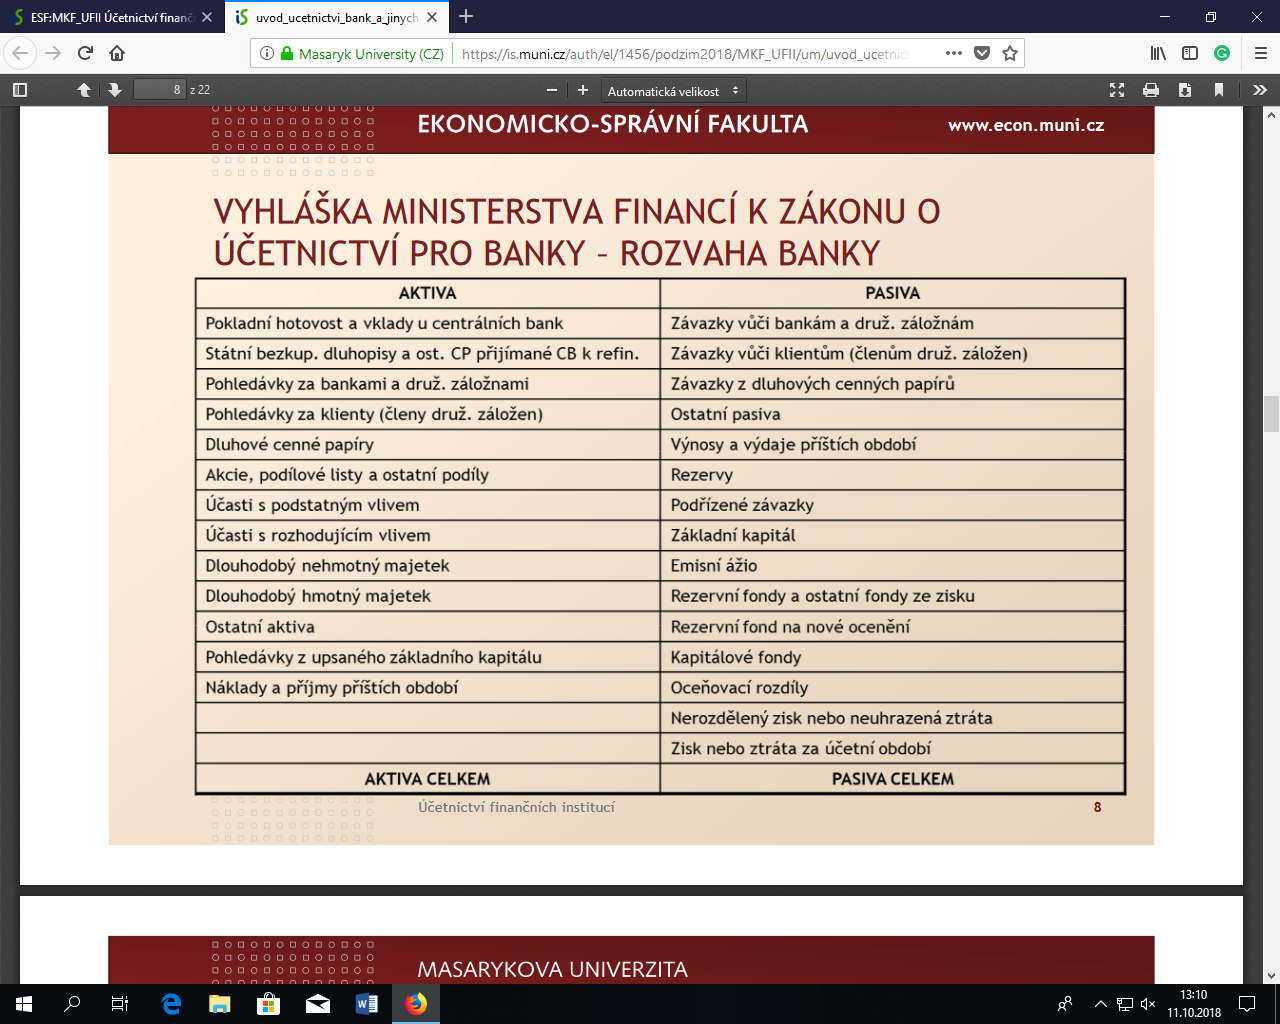 ESF:MKF_UFII Účetnictví finanč
uvod_ucetnictvi_bank_a_jinych
Masaryk University (CZ)
https://is.muni.cz/auth/el/1456/podzim2018/MKF_UFII/um/uvod_ucetnic
8 z 22
Automatická velikost
EKONOMICKO-SPRÁVNÍ FAKULTA
www.econ.muni.cz
VYHLÁŠKA MINISTERSTVA FINANCÍ K ZÁKONU O
ÚČETNICTVÍ PRO BANKY – ROZVAHA BANKY
AKTIVA PASIVA
Pokladní hotovost a vklady u centrálních bank Závazky vůči bankám a druž. záložnám
Státní bezkup. dluhopisy a ost. CP přijímané CB k refin. Závazky vůči klientům (členům druž. záložen)
Pohledávky za bankami a druž. záložnami Závazky z dluhových cenných papírů
Pohledávky za klienty (členy druž. záložen) Ostatní pasiva
Dluhové cenné papíry Výnosy a výdaje příštích období
Akcie, podílové listy a ostatní podíly Rezervy
Účasti s podstatným vlivem Podřízené závazky
Účasti s rozhodujícím vlivem Základní kapitál
Dlouhodobý nehmotný majetek Emisní ážio
Dlouhodobý hmotný majetek Rezervní fondy a ostatní fondy ze zisku
Ostatní aktiva Rezervní fond na nové ocenění
Pohledávky z upsaného základního kapitálu Kapitálové fondy
Náklady a příjmy příštích období Oceňovací rozdíly
Nerozdělený zisk nebo neuhrazená ztráta
Zisk nebo ztráta za účetní období
AKTIVA CELKEM PASIVA CELKEM
Účetnictví finančních institucí 8
MASARYKOVA UNIVERZITA
13:10
11.10.2018